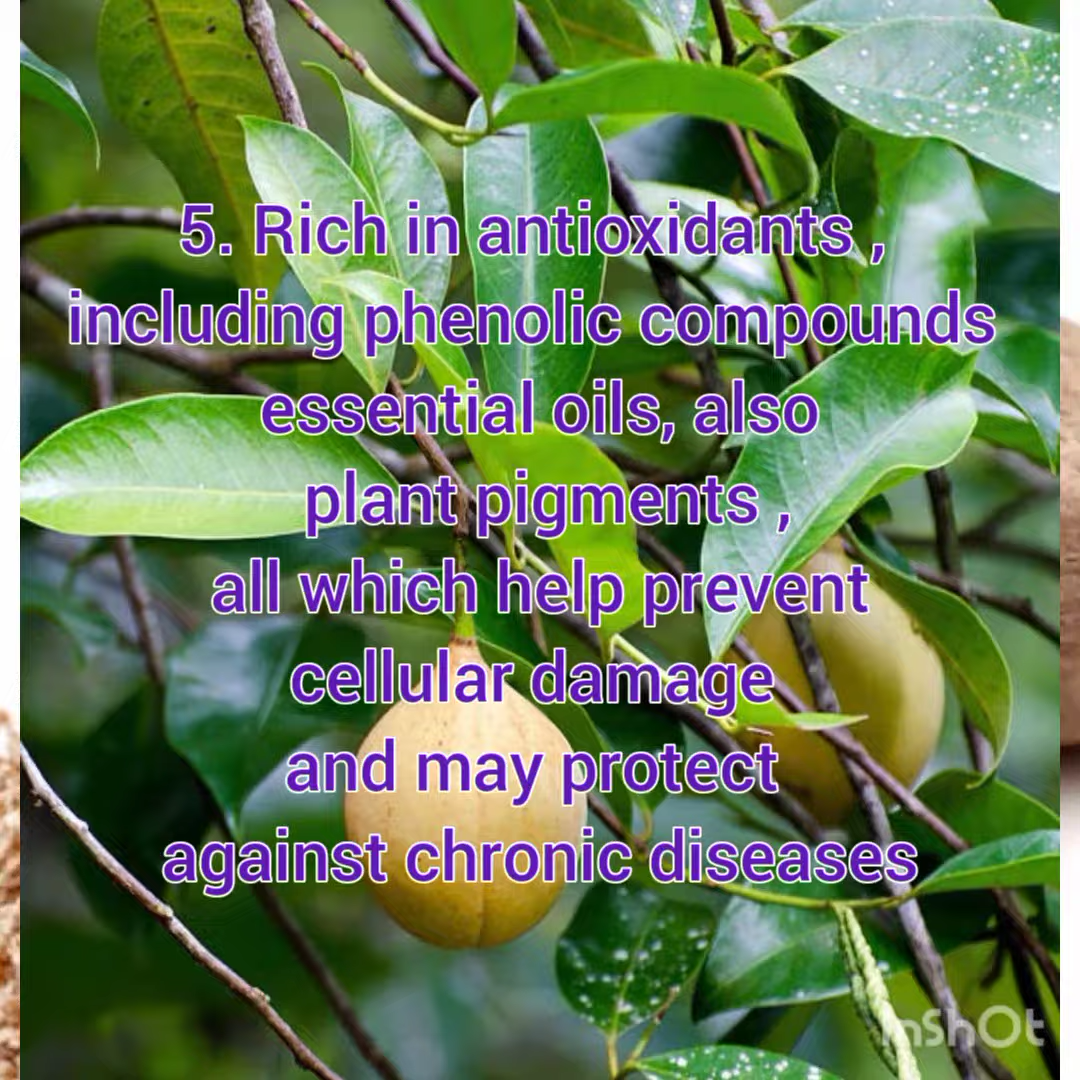 5. Rich in antioxidants ,
including phenolic compounds
essential oils, also
plant pigments ,
all which help prevent
cellular damage
and may protect
against chronic diseases
InShOt